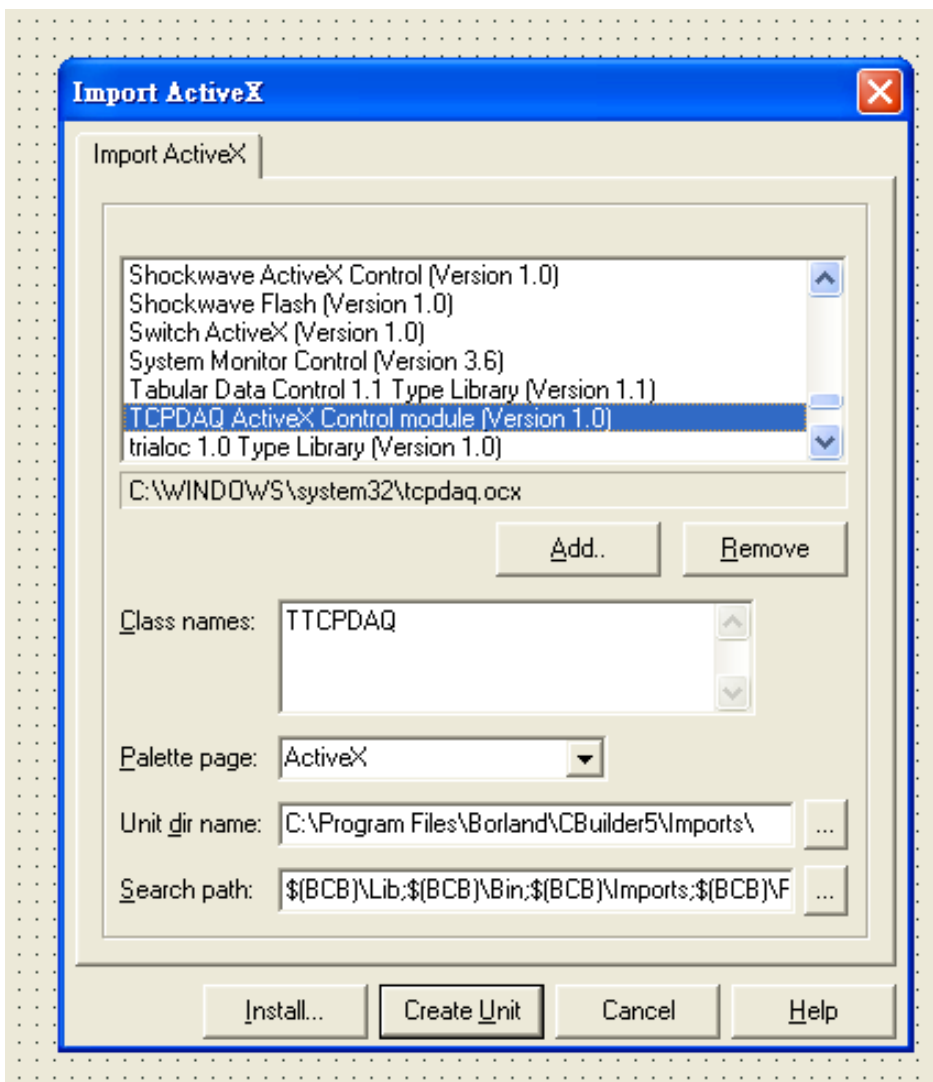 Import ActiveX
Import ActiveX
Shockwave ActiveX Control (Version 1.0)
Shockwave Flash (Version 1.0)
Switch ActiveX (Version 1.0)
System Monitor Control (Version 3.6)
Tabular Data Control 1.1 Type Library (Version 1.1)
TCPDAQ ActiveX Control module (Version 1.0)
trialoc 1.0 Type Library (Version 1.0)
C:\WINDOWS\system32\tcpdaq.ocx
Add.. Remove
Class names: TTCPDAQ
Palette page: ActiveX
Unit dir name: C:\Program Files\Borland\CBuilder5\Imports\ ...
Search path: $(BCB)\Lib;$(BCB)\Bin;$(BCB)\Imports;$(BCB)\F ...
Install... Create Unit Cancel Help